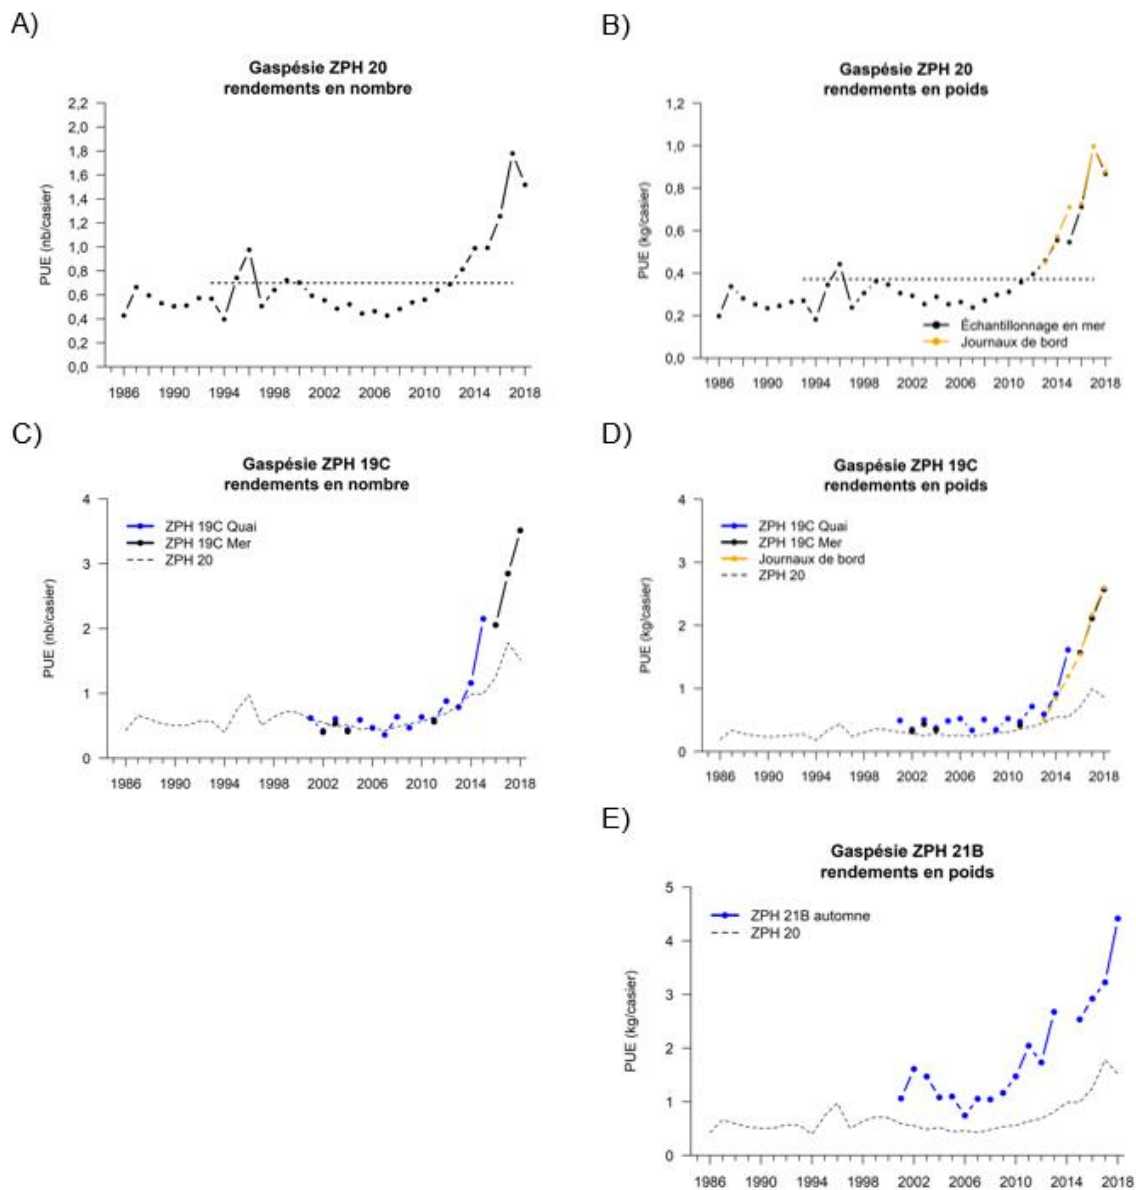 A)
Gaspésie ZPH 20
rendements en nombre
PUE (nb/casier)
2,2
2,0
1,8
1,6
1,4
1,2
1,0
0,8
0,6
0,4
0,2
0,0
1986 1990 1994 1998 2002 2006 2010 2014 2018
B)
Gaspésie ZPH 20
rendements en poids
PUE (kg/casier)
1,2
1,0
0,8
0,6
0,4
0,2
0,0
Échantillonnage en mer
Journaux de bord
1986 1990 1994 1998 2002 2006 2010 2014 2018
C)
Gaspésie ZPH 19C
rendements en nombre
PUE (nb/casier)
4
3
2
1
0
ZPH 19C Quai
ZPH 19C Mer
ZPH 20
1986 1990 1994 1998 2002 2006 2010 2014 2018
D)
Gaspésie ZPH 19C
rendements en poids
PUE (kg/casier)
4
3
2
1
0
ZPH 19C Quai
ZPH 19C Mer
Journaux de bord
ZPH 20
1986 1990 1994 1998 2002 2006 2010 2014 2018
E)
Gaspésie ZPH 21B
rendements en poids
PUE (kg/casier)
5
4
3
2
1
0
ZPH 21B automne
ZPH 20
1986 1990 1994 1998 2002 2006 2010 2014 2018